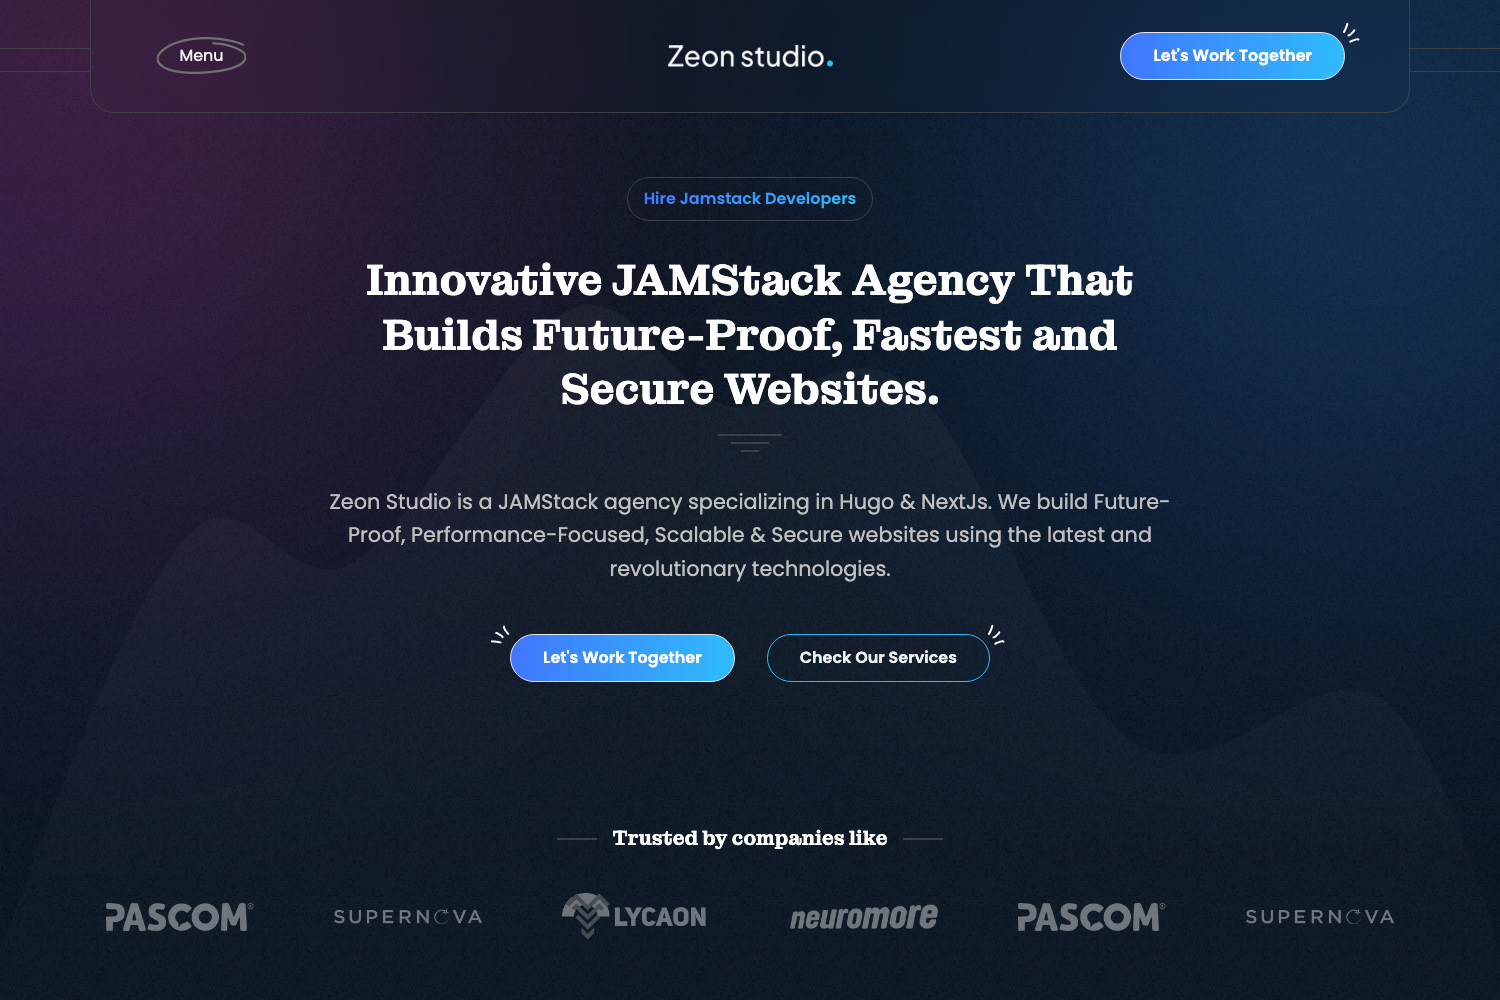 Menu
Zeon studio.
Let's Work Together
Hire Jamstack Developers
Innovative JAMStack Agency That
Builds Future-Proof, Fastest and
Secure Websites.
Zeon Studio is a JAMStack agency specializing in Hugo & NextJs. We build Future-
Proof, Performance-Focused, Scalable & Secure websites using the latest and
revolutionary technologies.
Let's Work Together
Check Our Services
Trusted by companies like
PASCOM®
SUPERNOVA
LYCAON
neuromore
PASCOM®
SUPERNOVA